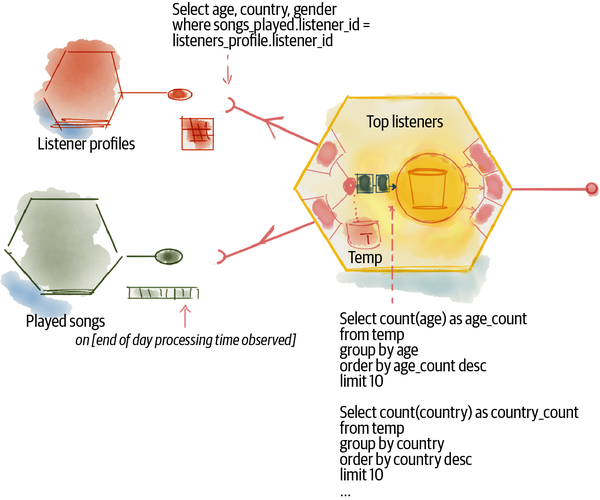 Select age, country, gender
where songs_played.listener_id =
listeners_profile.listener_id
Listener profiles
Top listeners
Temp
T
Played songs
on [end of day processing time observed]
Select count(age) as age_count
from temp
group by age
order by age_count desc
limit 10
Select count(country) as country_count
from temp
group by country
order by country desc
limit 10
...